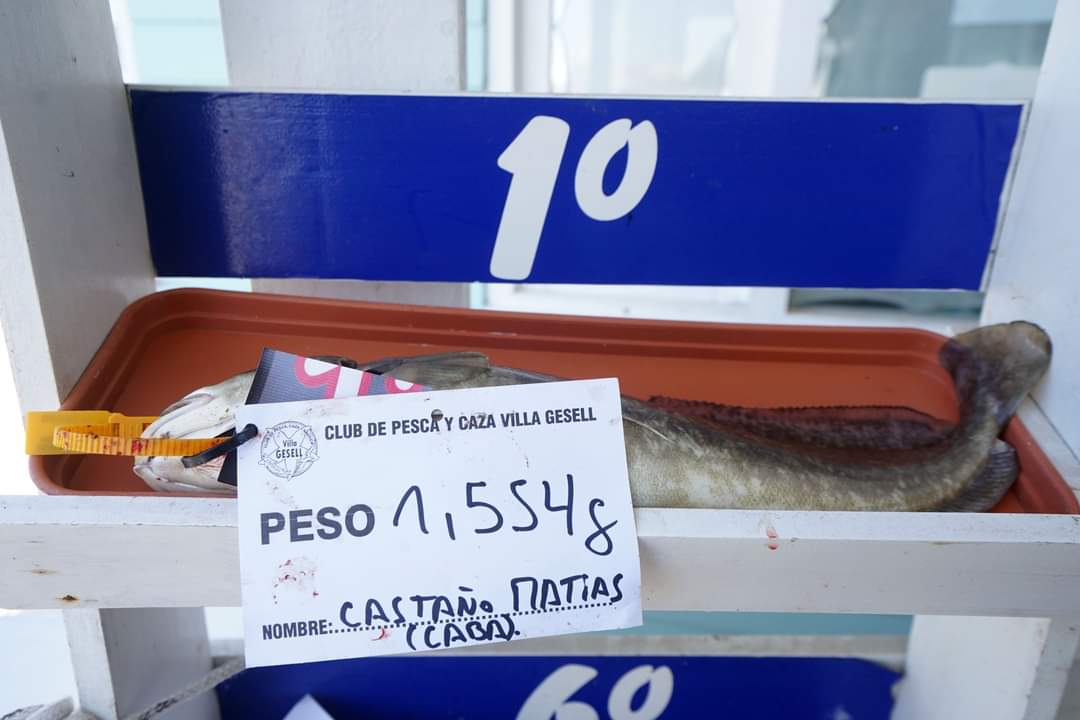 1º
CLUB DE PESCA Y CAZA VILLA GESELL
Villa
GESELL
PESO 1,554g
NOMBRE: CASTAÑO MATIAS
(CABA).
6º